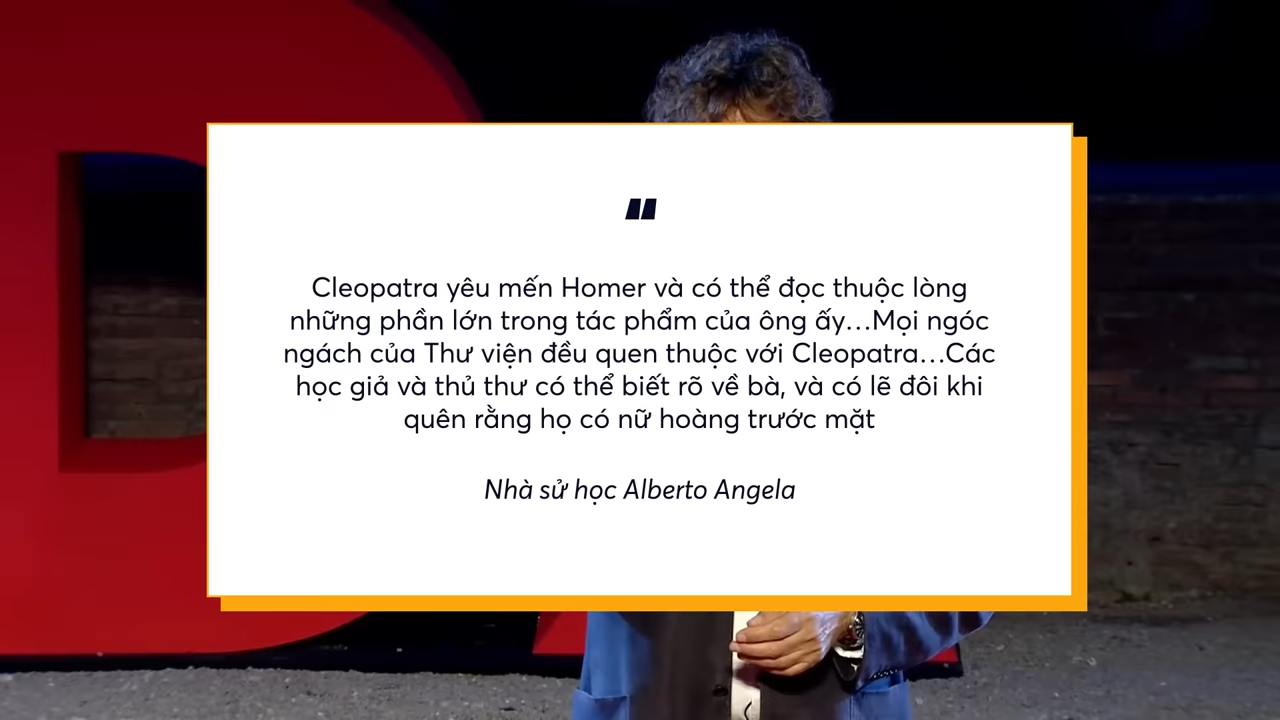 "
Cleopatra yêu mến Homer và có thể đọc thuộc lòng
những phần lớn trong tác phẩm của ông ấy...Mọi ngóc
ngách của Thư viện đều quen thuộc với Cleopatra...Các
học giả và thủ thư có thể biết rõ về bà, và có lẽ đôi khi
quên rằng họ có nữ hoàng trước mặt
Nhà sử học Alberto Angela